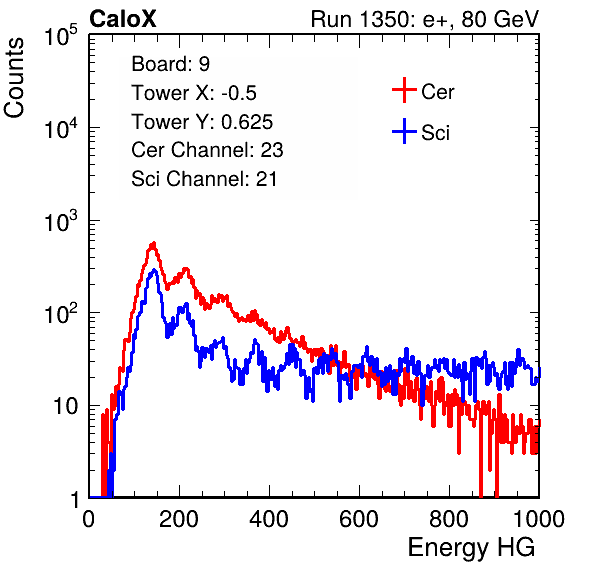 CaloX Run 1350: e+, 80 GeV
Counts
Board: 9
Tower X: -0.5
Tower Y: 0.625
Cer Channel: 23
Sci Channel: 21
Cer
Sci
10^5
10^4
10^3
10^2
10
1
0 200 400 600 800 1000
Energy HG